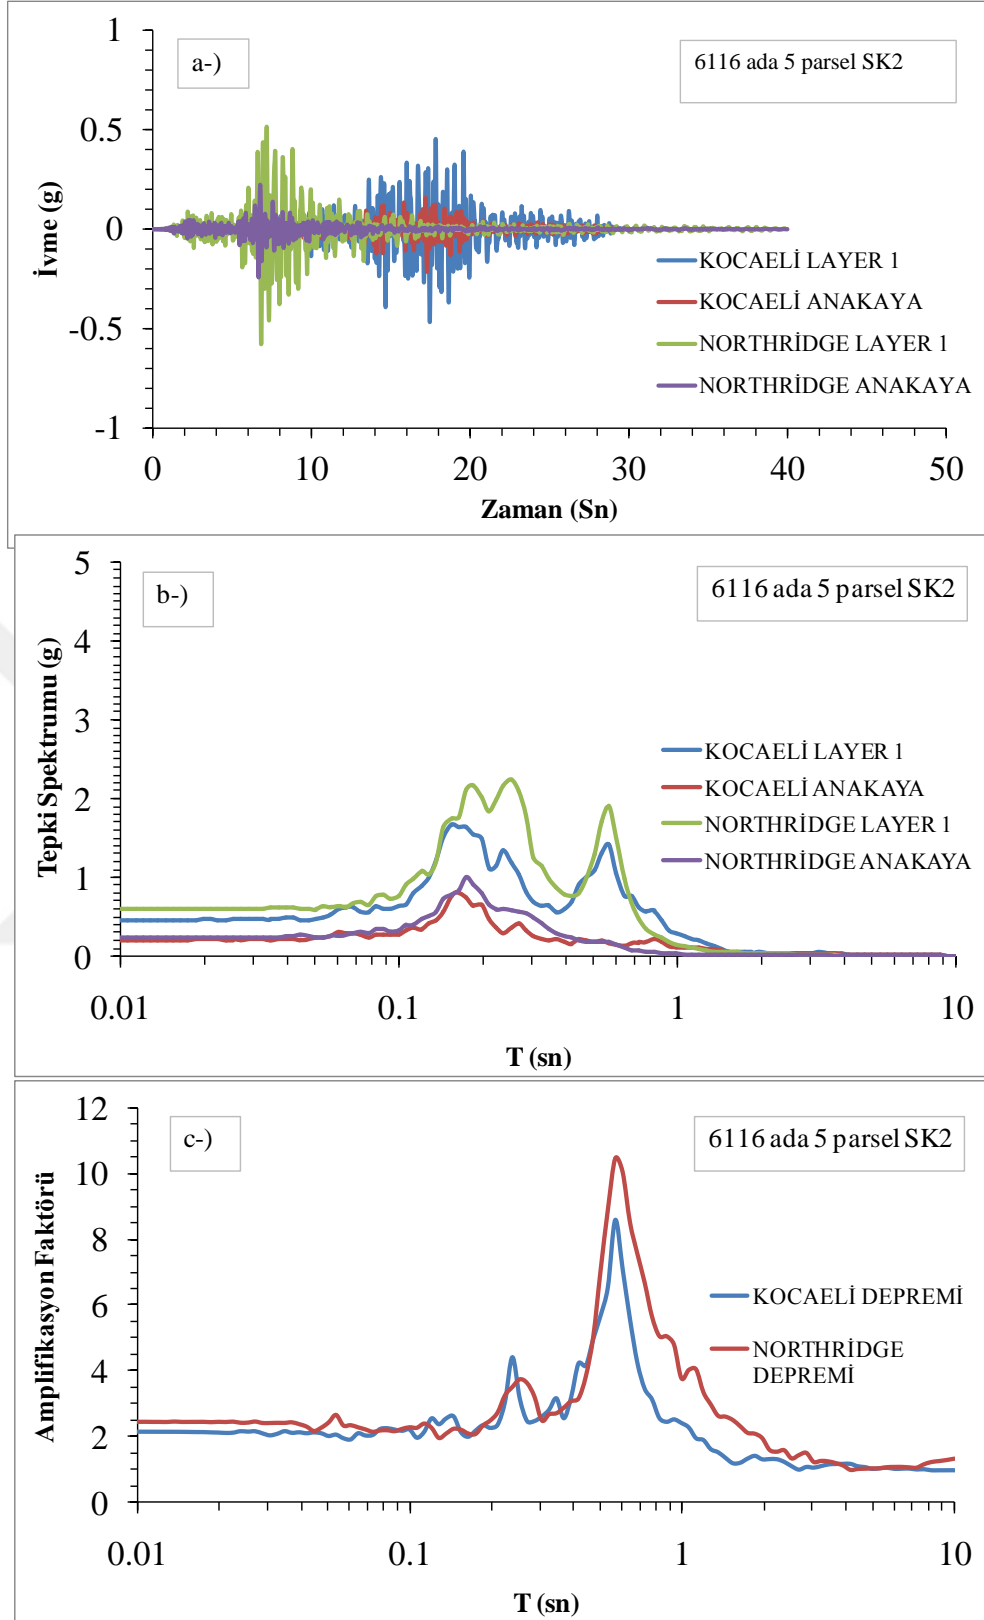 a-)
6116 ada 5 parsel SK2
İvme (g)
1
0.5
0
-0.5
-1
KOCAELİ LAYER 1
KOCAELİ ANAKAYA
NORTHRİDGE LAYER 1
NORTHRİDGE ANAKAYA
0 10 20 30 40 50
Zaman (Sn)
b-)
6116 ada 5 parsel SK2
Tepki Spektrumu (g)
5
4
3
2
1
0
KOCAELİ LAYER 1
KOCAELİ ANAKAYA
NORTHRİDGE LAYER 1
NORTHRİDGE ANAKAYA
0.01 0.1 1 10
T (sn)
c-)
6116 ada 5 parsel SK2
Amplifikasyon Faktörü
12
10
8
6
4
2
0
KOCAELİ DEPREMİ
NORTHRİDGE
DEPREMİ
0.01 0.1 1 10
T (sn)